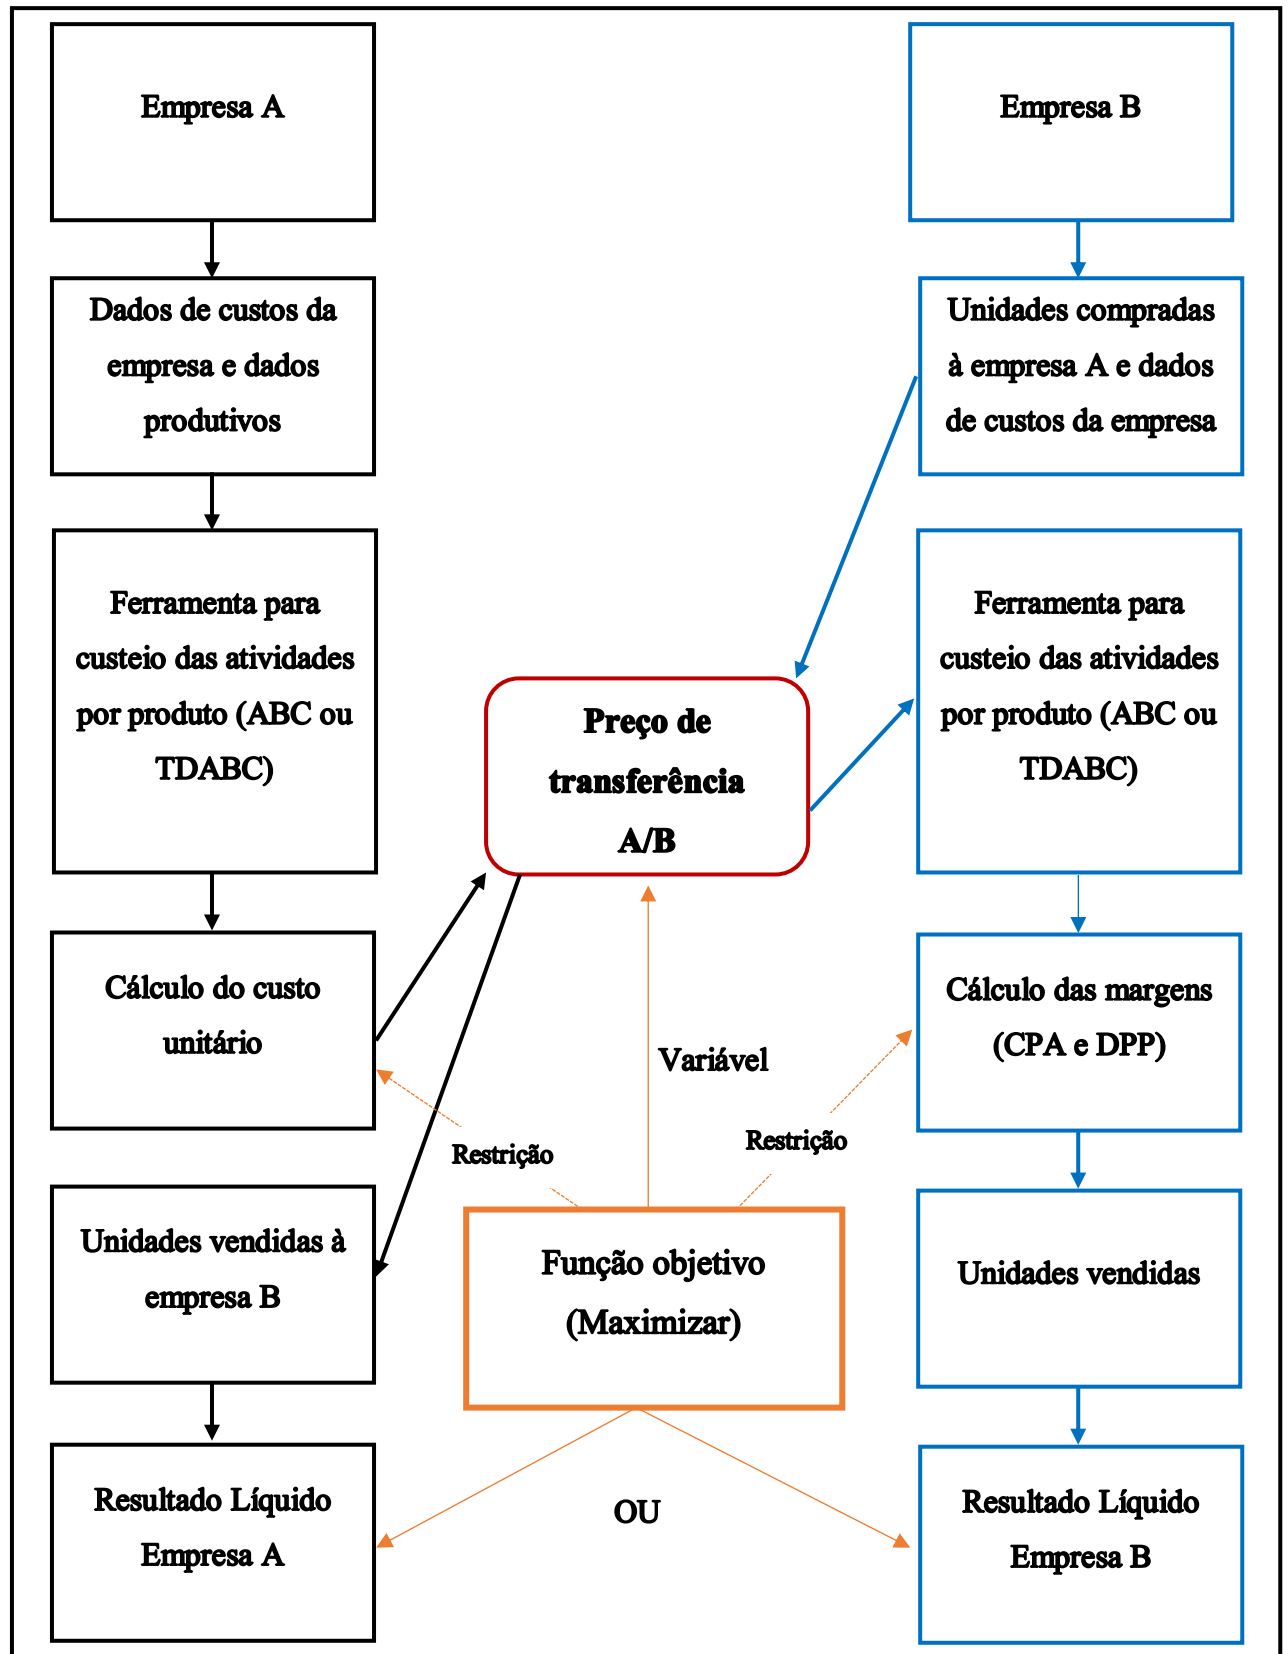 Empresa A
Empresa B
Dados de custos da
empresa e dados
produtivos
Unidades compradas
à empresa A e dados
de custos da empresa
Ferramenta para
custeio das atividades
por produto (ABC ou
TDABC)
Ferramenta para
custeio das atividades
por produto (ABC ou
TDABC)
Preço de
transferência
A/B
Cálculo do custo
unitário
Cálculo das margens
(CPA e DPP)
Variável
Restrição
Restrição
Unidades vendidas à
empresa B
Função objetivo
(Maximizar)
Unidades vendidas
Resultado Líquido
Empresa A
OU
Resultado Líquido
Empresa B